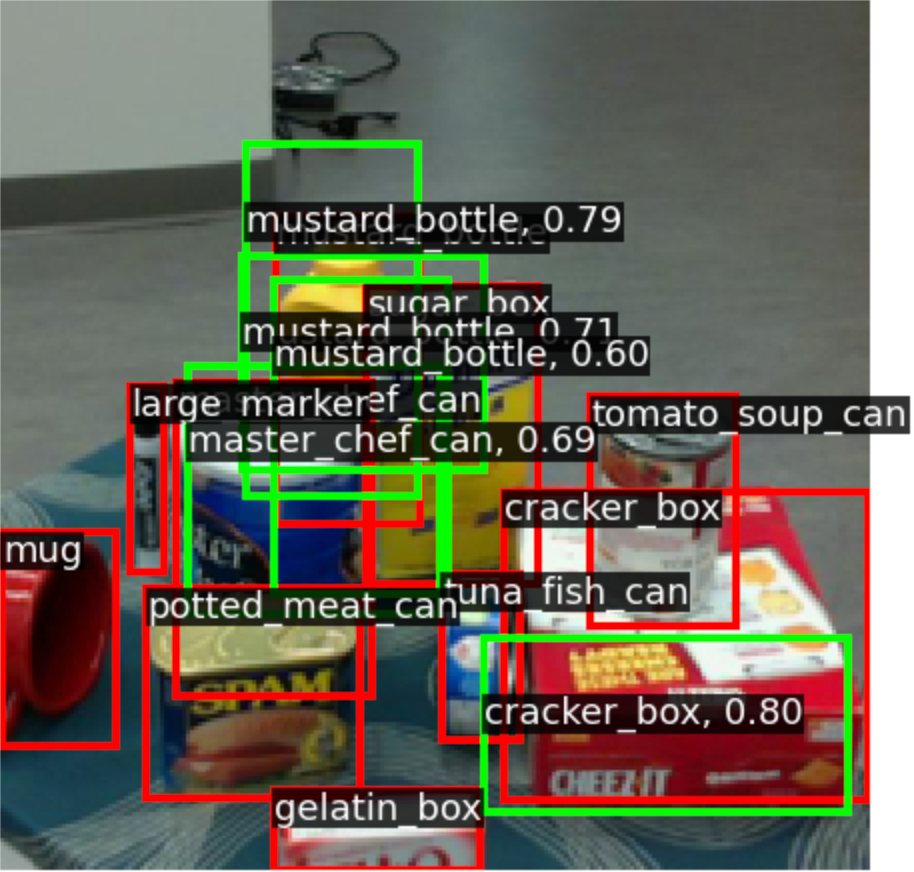 mustard_bottle, 0.79
mustard_bottle
sugar_box
mustard_bottle, 0.71
mustard_bottle, 0.60
large_marker
master_chef_can
tomato_soup_can
master_chef_can, 0.69
cracker_box
mug
tuna_fish_can
potted_meat_can
SPAM
cracker_box, 0.80
CHEEZ-IT
gelatin_box